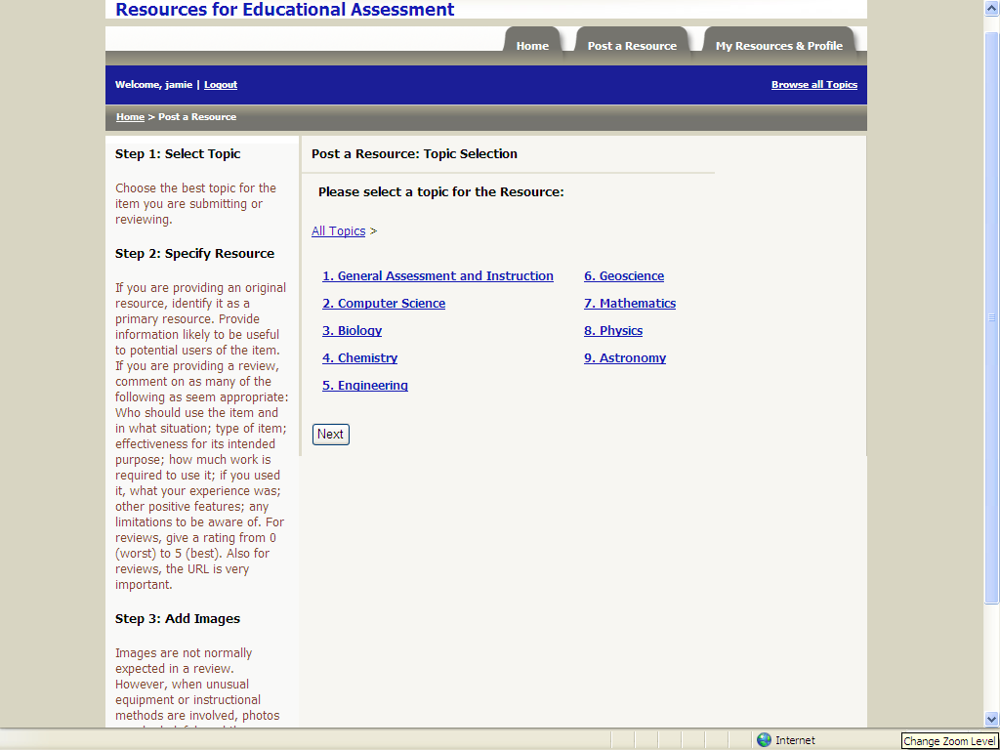 Resources for Educational Assessment
Home
Post a Resource
My Resources & Profile
Welcome, jamie | Logout
Browse all Topics
Home > Post a Resource
Step 1: Select Topic
Choose the best topic for the
item you are submitting or
reviewing.
Step 2: Specify Resource
If you are providing an original
resource, identify it as a
primary resource. Provide
information likely to be useful
to potential users of the item.
If you are providing a review,
comment on as many of the
following as seem appropriate:
Who should use the item and
in what situation; type of item;
effectiveness for its intended
purpose; how much work is
required to use it; if you used
it, what your experience was;
other positive features; any
limitations to be aware of. For
reviews, give a rating from 0
(worst) to 5 (best). Also for
reviews, the URL is very
important.
Step 3: Add Images
Images are not normally
expected in a review.
However, when unusual
equipment or instructional
methods are involved, photos
Post a Resource: Topic Selection
Please select a topic for the Resource:
All Topics >
1. General Assessment and Instruction
2. Computer Science
3. Biology
4. Chemistry
5. Engineering
6. Geoscience
7. Mathematics
8. Physics
9. Astronomy
Next
Internet
Change Zoom Level